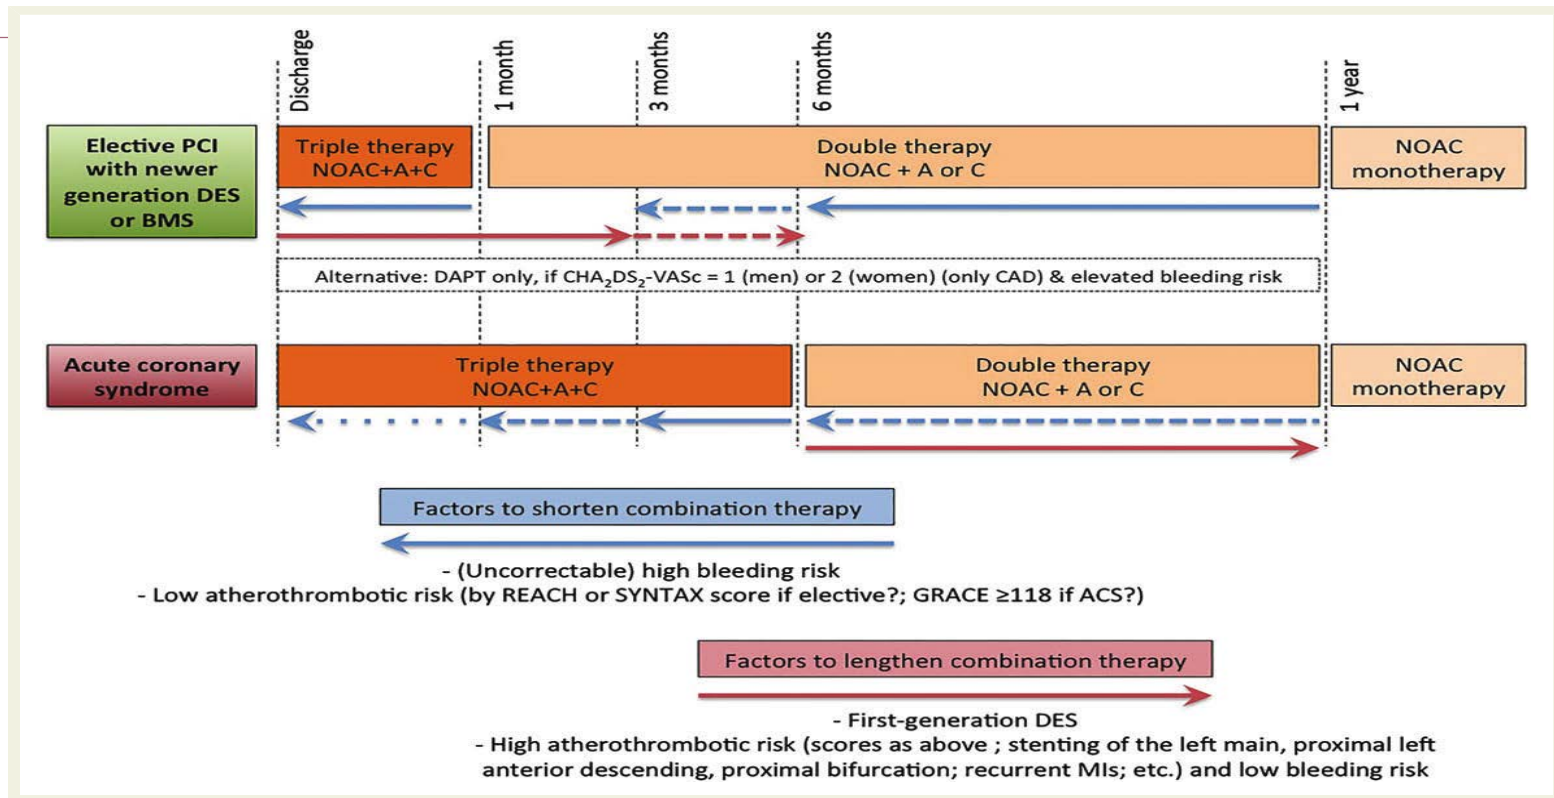 Discharge
1 month
3 months
6 months
1 year
Elective PCI
with newer
generation DES
or BMS
Triple therapy
NOAC+A+C
Double therapy
NOAC + A or C
NOAC
monotherapy
Alternative: DAPT only, if CHA₂DS₂-VASc = 1 (men) or 2 (women) (only CAD) & elevated bleeding risk
Acute coronary
syndrome
Triple therapy
NOAC+A+C
Double therapy
NOAC + A or C
NOAC
monotherapy
Factors to shorten combination therapy
- (Uncorrectable) high bleeding risk
- Low atherothrombotic risk (by REACH or SYNTAX score if elective?; GRACE ≥118 if ACS?)
Factors to lengthen combination therapy
- First-generation DES
- High atherothrombotic risk (scores as above ; stenting of the left main, proximal left
anterior descending, proximal bifurcation; recurrent MIs; etc.) and low bleeding risk